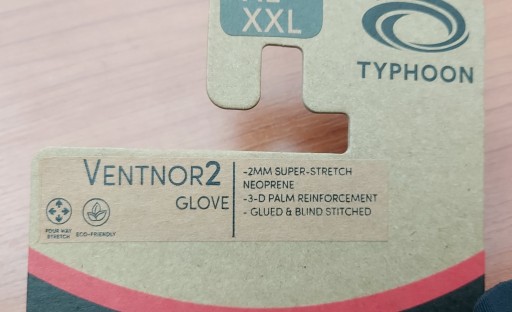 XXL
TYPHOON
VENTNOR2
GLOVE
-2MM SUPER-STRETCH
NEOPRENE
-3-D PALM REINFORCEMENT
- GLUED & BLIND STITCHED
FOUR WAY
STRETCH
ECO-FRIENDLY